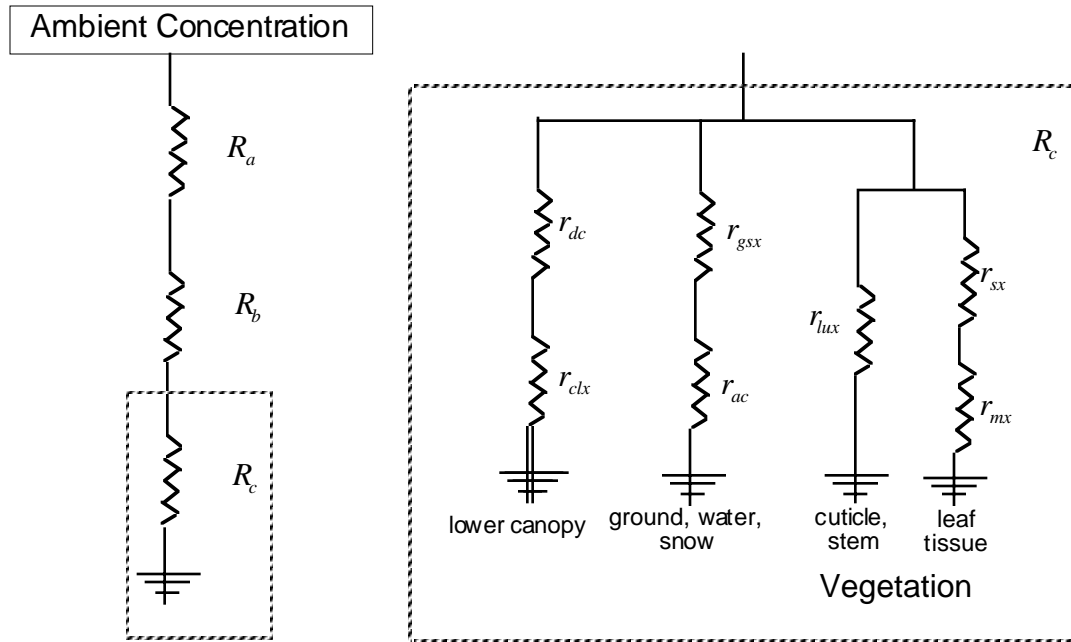 Ambient Concentration
R_a
R_b
R_c
R_c
r_dc
r_clx
r_gsx
r_ac
r_lux
r_sx
r_mx
lower canopy
ground, water,
snow
cuticle,
stem
leaf
tissue
Vegetation